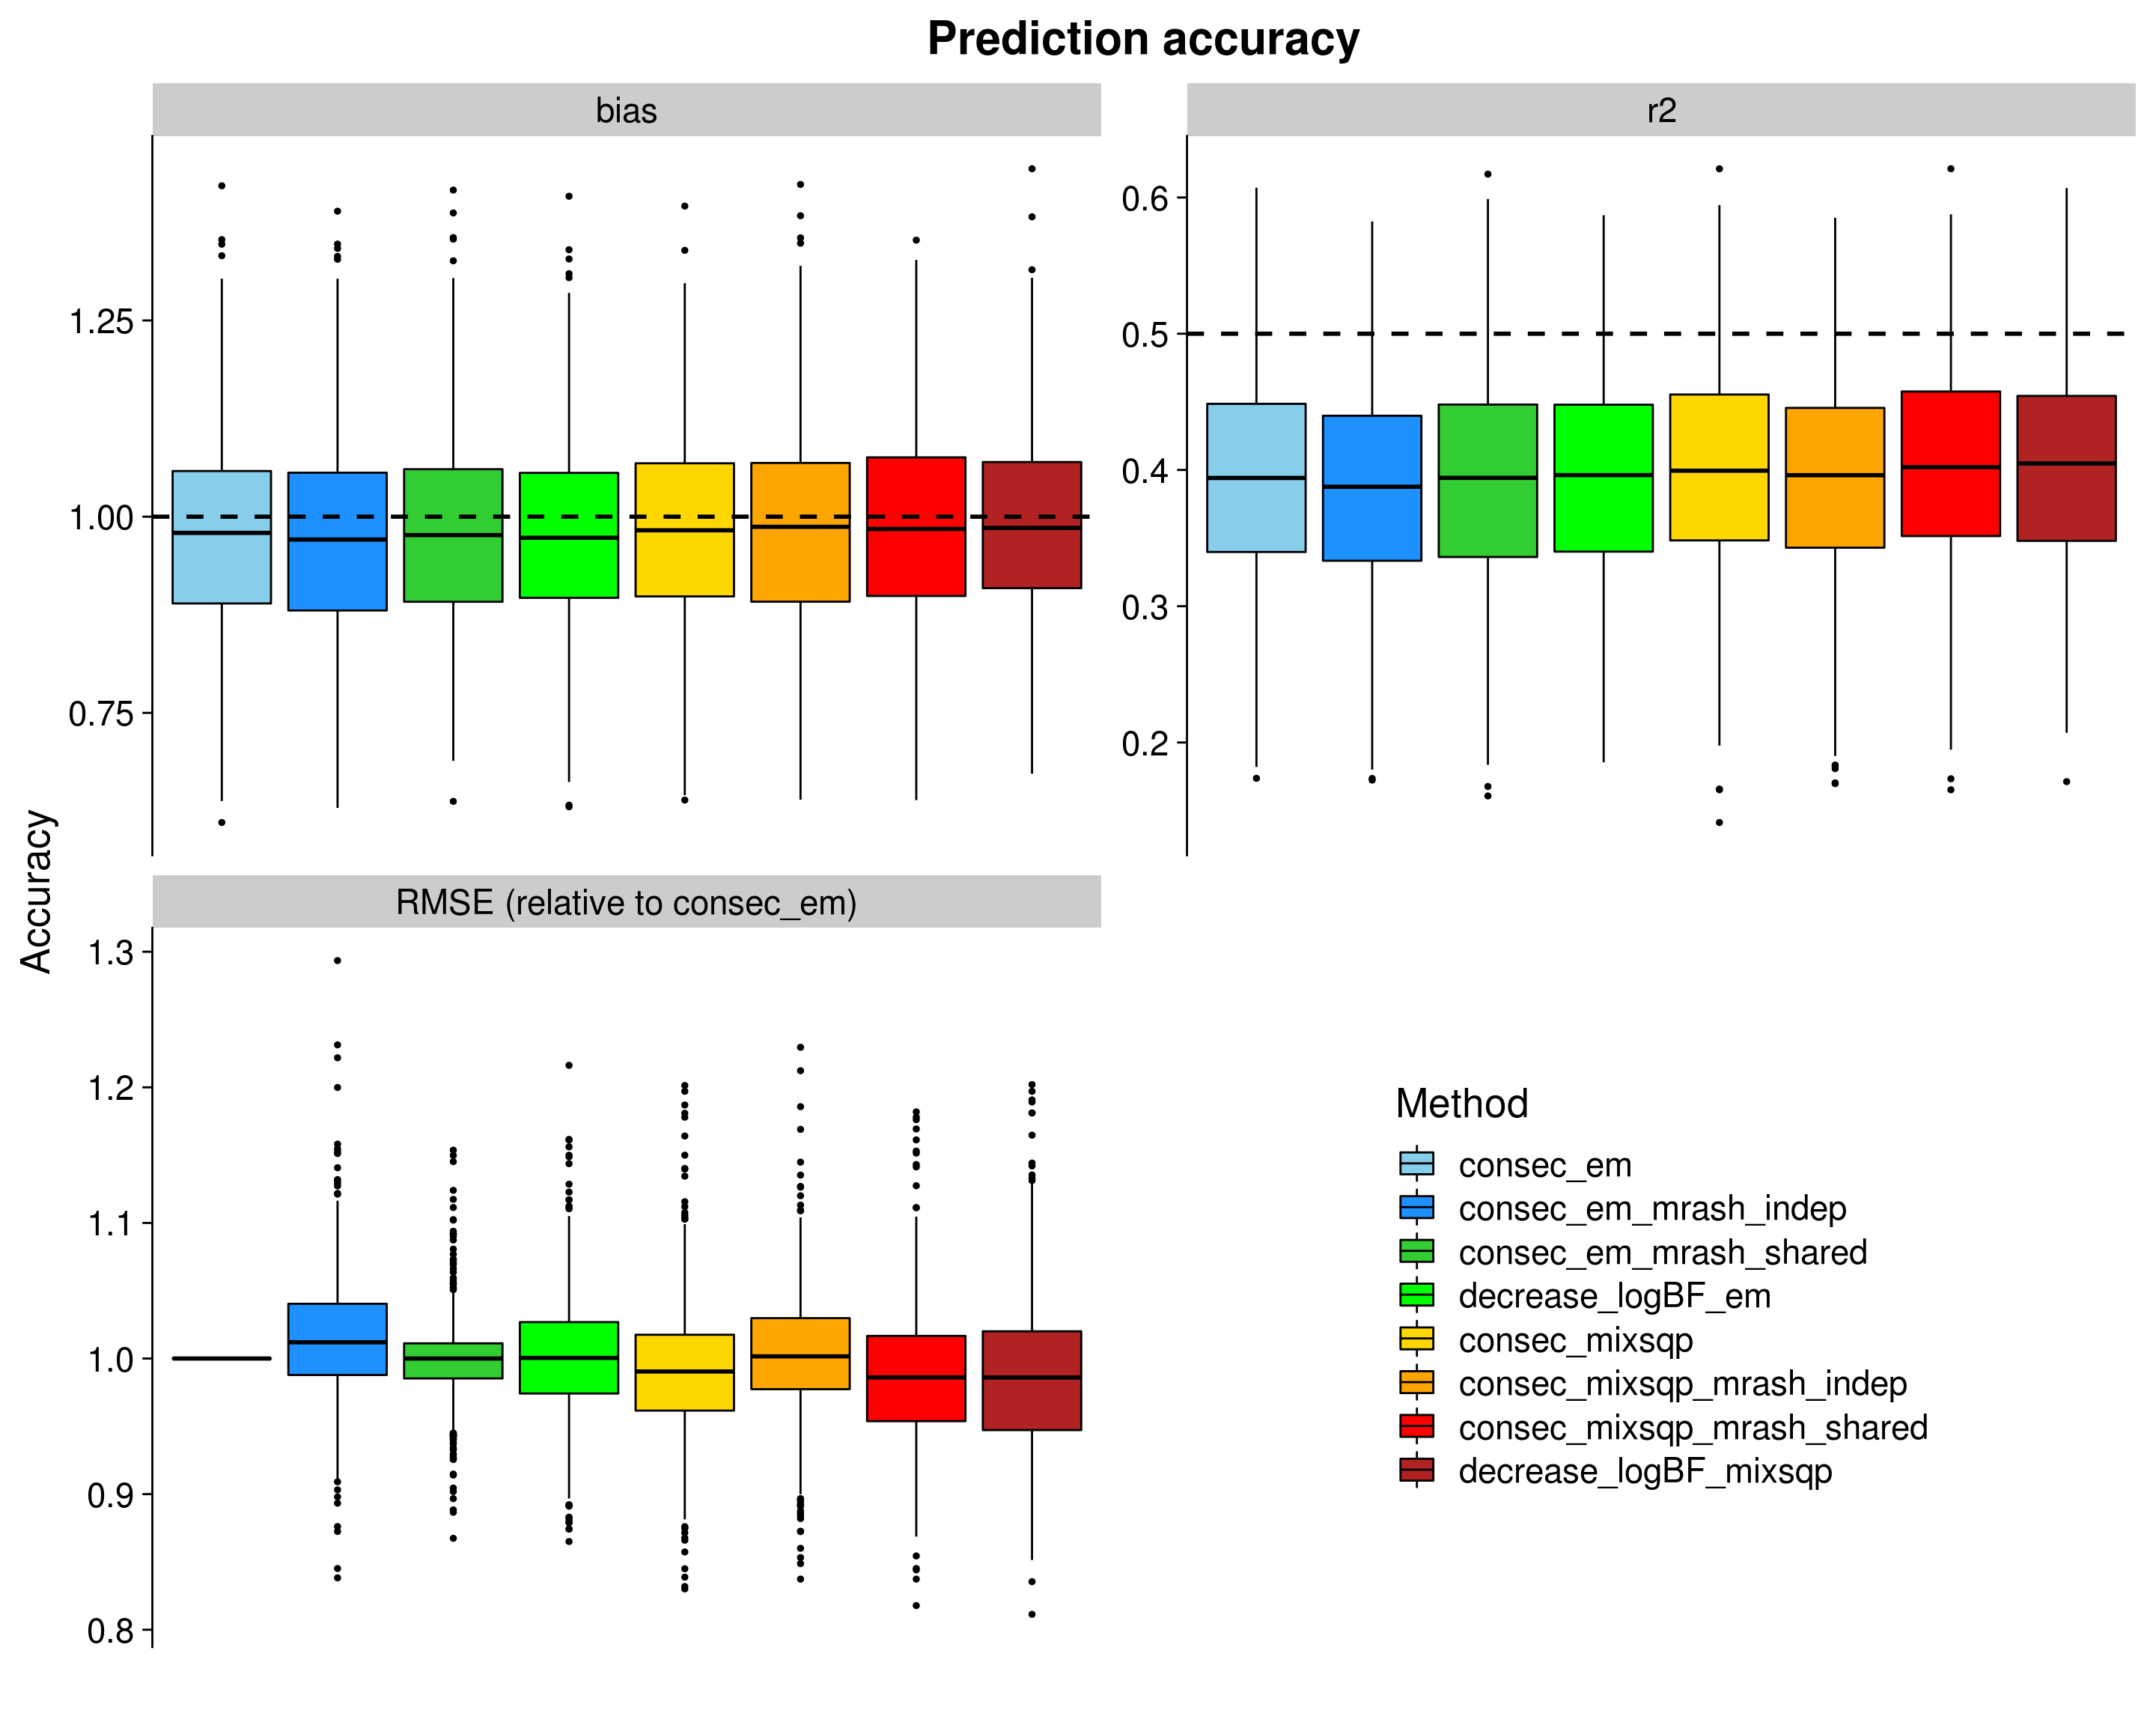 Prediction accuracy
bias
r2
1.25
1.00
0.75
0.6
0.5
0.4
0.3
0.2
Accuracy
RMSE (relative to consec_em)
1.3
1.2
1.1
1.0
0.9
0.8
Method
consec_em
consec_em_mrash_indep
consec_em_mrash_shared
decrease_logBF_em
consec_mixsqp
consec_mixsqp_mrash_indep
consec_mixsqp_mrash_shared
decrease_logBF_mixsqp